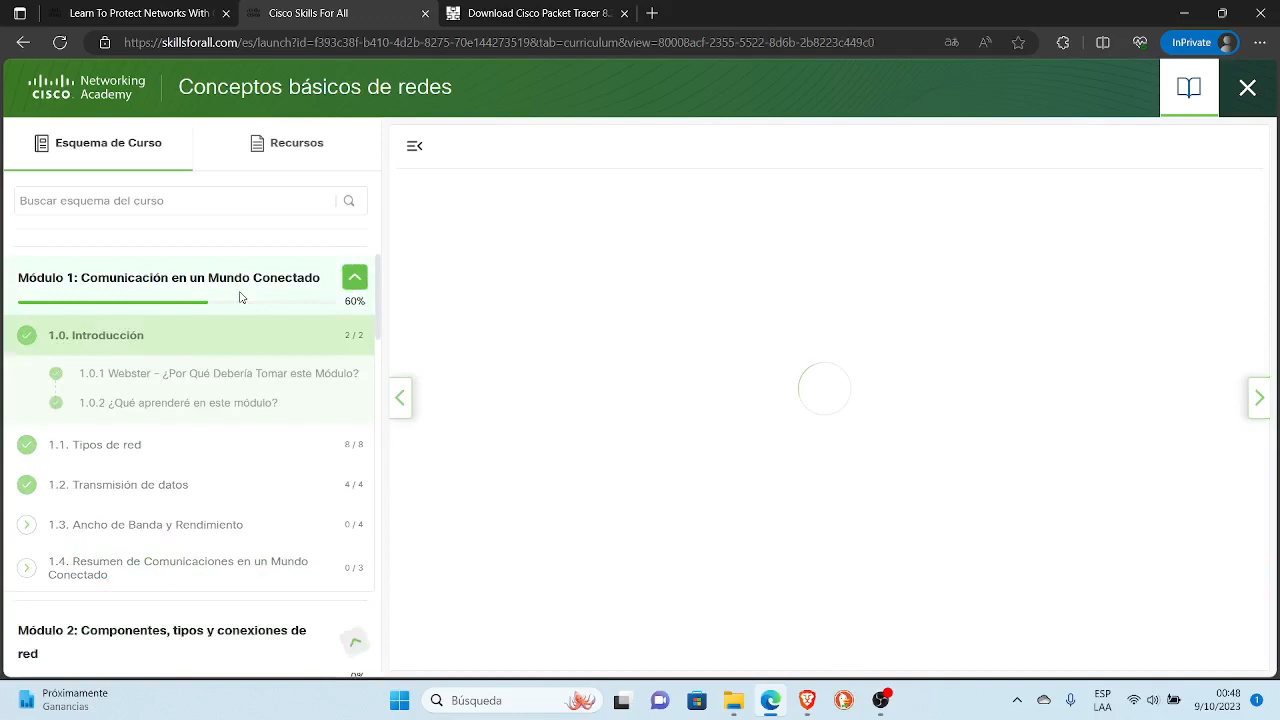 Learn To Protect Networks With
Cisco Skills For All
Download Cisco Packet Tracer 8.
https://skillsforall.com/es/launch?id=f393c38f-b410-4d2b-8275-70e1447c5519&tab=curriculum&view=80008acf-2355-5522-8d6b-2b8223c449c0
InPrivate
CISCO Networking
Academy
Conceptos básicos de redes
Esquema de Curso
Recursos
Buscar esquema del curso
Módulo 1: Comunicación en un Mundo Conectado
60%
1.0. Introducción 2 / 2
1.0.1 Webster - ¿Por Qué Debería Tomar este Módulo?
1.0.2 ¿Qué aprenderé en este módulo?
1.1. Tipos de red 8 / 8
1.2. Transmisión de datos 4 / 4
1.3. Ancho de Banda y Rendimiento 0 / 4
1.4. Resumen de Comunicaciones en un Mundo
Conectado 0 / 3
Módulo 2: Componentes, tipos y conexiones de
red
0%
Próximamente
Ganancias
Búsqueda
ESP
LAA
00:48
9/10/2023
1